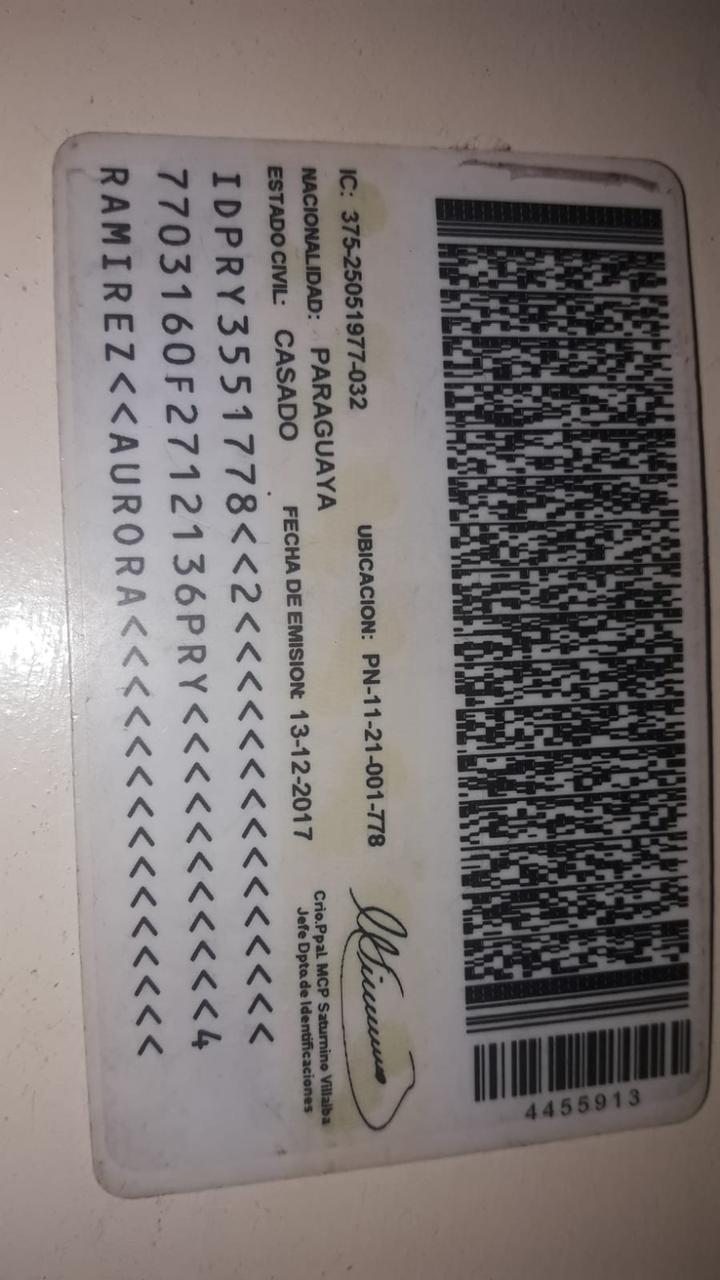 4455913
IC: 375-25051977-032 UBICACION: PN-11-21-001-778
NACIONALIDAD: PARAGUAYA
ESTADO CIVIL: CASADO FECHA DE EMISION: 13-12-2017
Crio.Ppal. MCP Saturnino Villalba
Jefe Dpto.de Identificaciones
IDPRY3551778<<2<<<<<<<<<<<<<<<
7703160F2712136PRY<<<<<<<<<<<4
RAMIREZ<<AURORA<<<<<<<<<<<<<<<